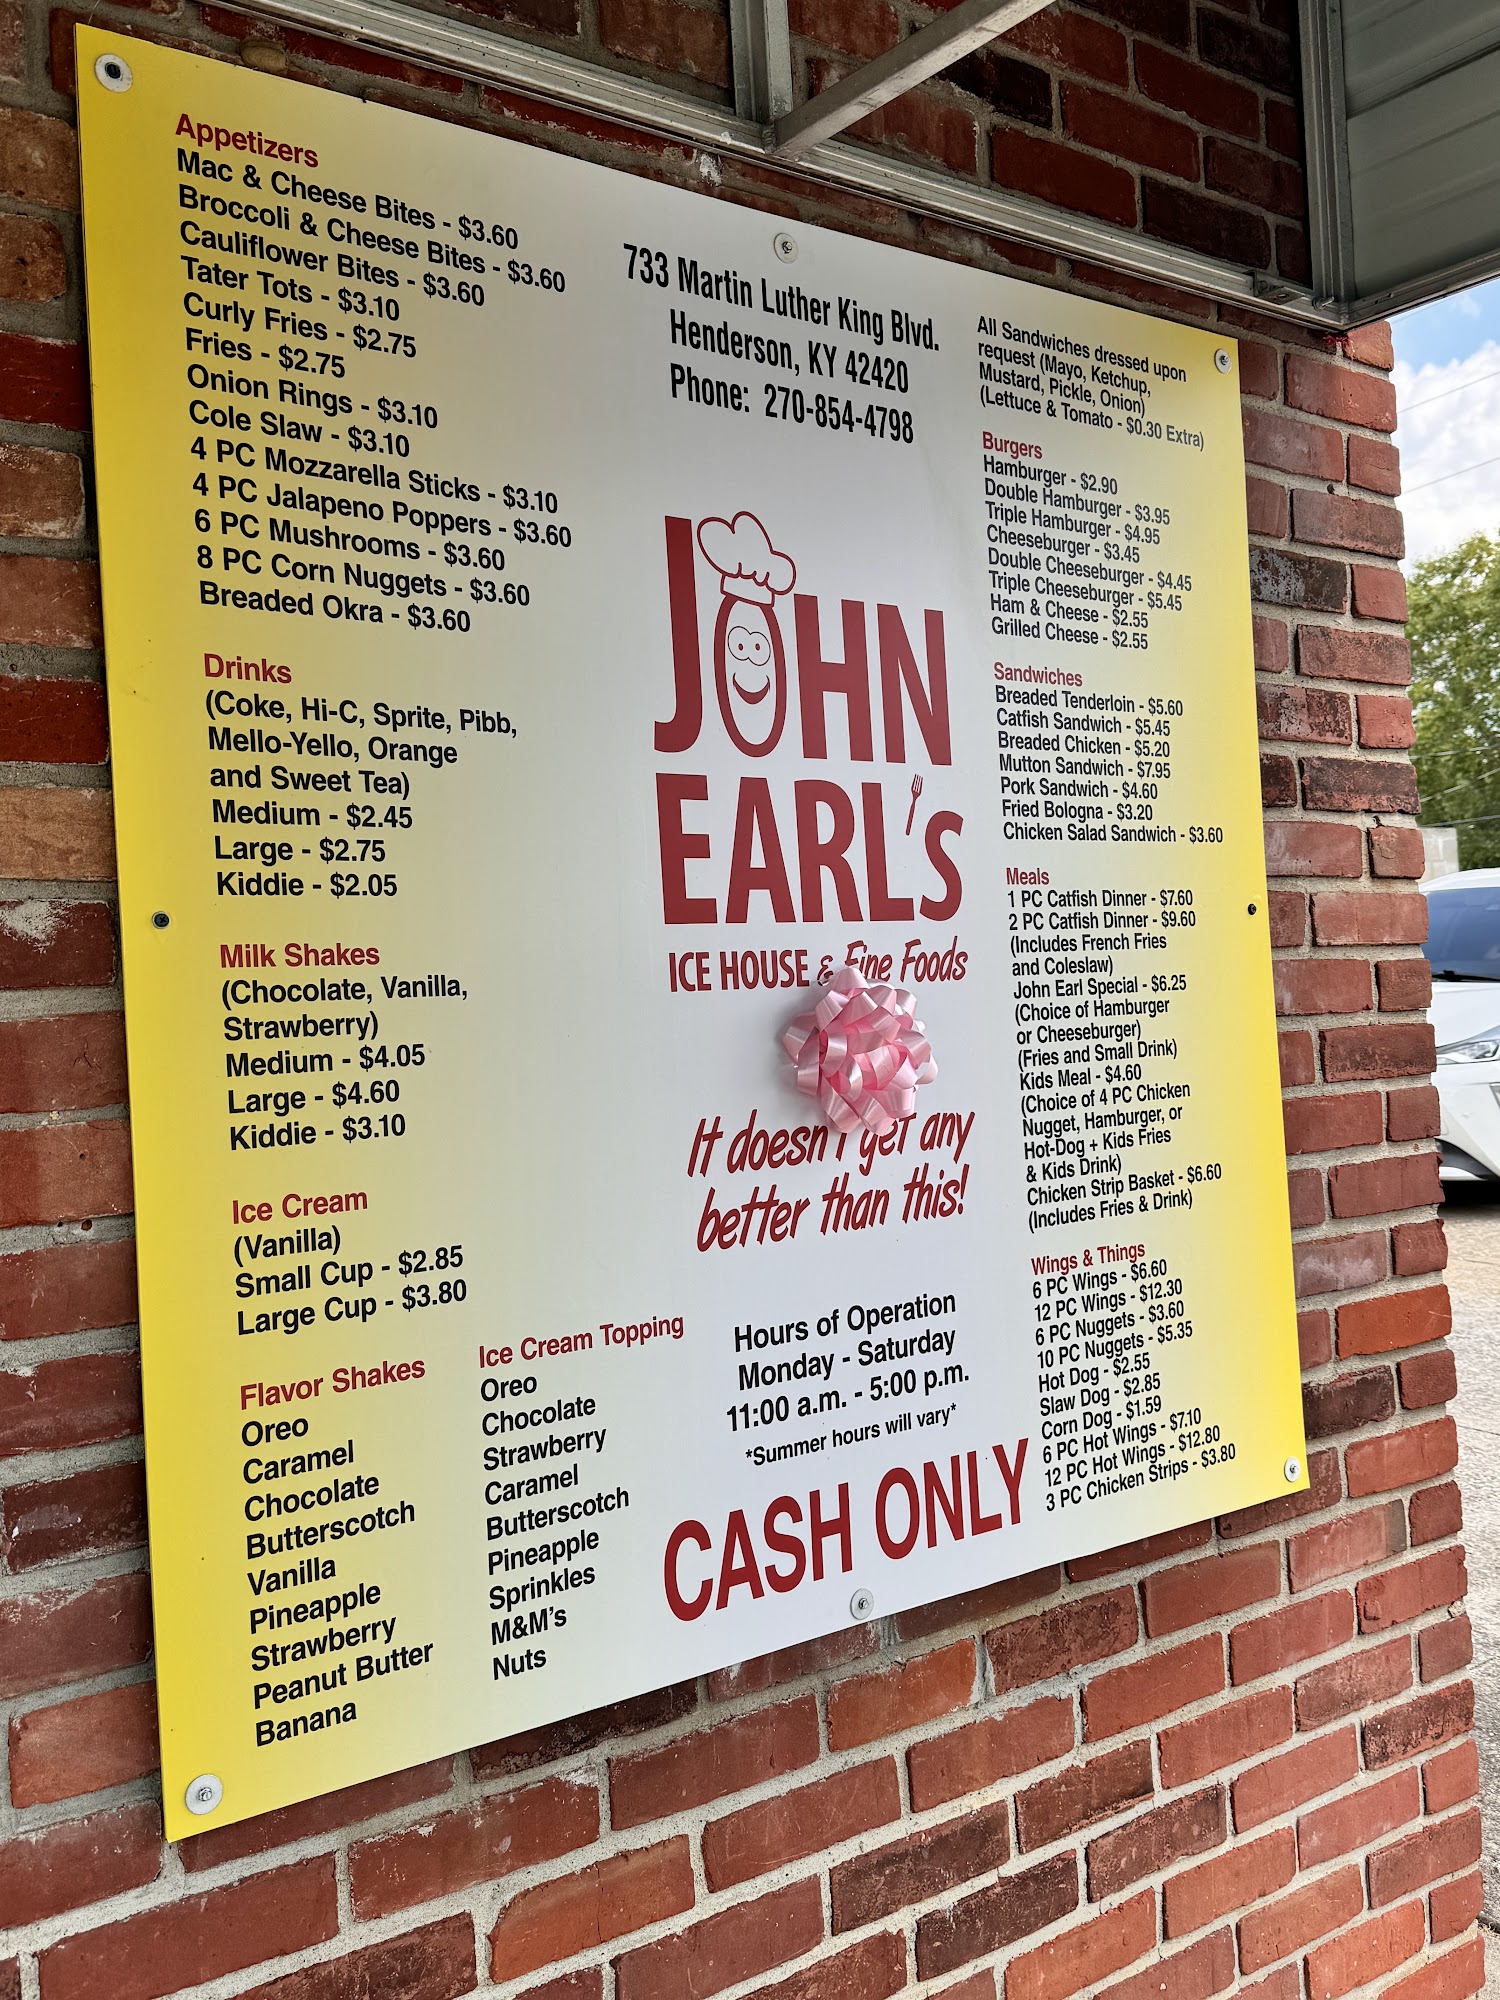 Appetizers
Mac & Cheese Bites - $3.60
Broccoli & Cheese Bites - $3.60
Cauliflower Bites - $3.60
Tater Tots - $3.10
Curly Fries - $2.75
Fries - $2.75
Onion Rings - $3.10
Cole Slaw - $3.10
4 PC Mozzarella Sticks - $3.10
4 PC Jalapeno Poppers - $3.60
6 PC Mushrooms - $3.60
8 PC Corn Nuggets - $3.60
Breaded Okra - $3.60
Drinks
(Coke, Hi-C, Sprite, Pibb,
Mello-Yello, Orange
and Sweet Tea)
Medium - $2.45
Large - $2.75
Kiddie - $2.05
Milk Shakes
(Chocolate, Vanilla,
Strawberry)
Medium - $4.05
Large - $4.60
Kiddie - $3.10
Ice Cream
(Vanilla)
Small Cup - $2.85
Large Cup - $3.80
Flavor Shakes
Oreo
Caramel
Chocolate
Butterscotch
Vanilla
Pineapple
Strawberry
Peanut Butter
Banana
Ice Cream Topping
Oreo
Chocolate
Strawberry
Caramel
Butterscotch
Pineapple
Sprinkles
M&M's
Nuts
733 Martin Luther King Blvd.
Henderson, KY 42420
Phone: 270-854-4798
JOHN
EARL'S
ICE HOUSE & Fine Foods
It doesn't get any
better than this!
Hours of Operation
Monday - Saturday
11:00 a.m. - 5:00 p.m.
*Summer hours will vary*
CASH ONLY
All Sandwiches dressed upon
request (Mayo, Ketchup,
Mustard, Pickle, Onion)
(Lettuce & Tomato - $0.30 Extra)
Burgers
Hamburger - $2.90
Double Hamburger - $3.95
Triple Hamburger - $4.95
Cheeseburger - $3.45
Double Cheeseburger - $4.45
Triple Cheeseburger - $5.45
Ham & Cheese - $2.55
Grilled Cheese - $2.55
Sandwiches
Breaded Tenderloin - $5.60
Catfish Sandwich - $5.45
Breaded Chicken - $5.20
Mutton Sandwich - $7.95
Pork Sandwich - $4.60
Fried Bologna - $3.20
Chicken Salad Sandwich - $3.60
Meals
1 PC Catfish Dinner - $7.60
2 PC Catfish Dinner - $9.60
(Includes French Fries
and Coleslaw)
John Earl Special - $6.25
(Choice of Hamburger
or Cheeseburger)
(Fries and Small Drink)
Kids Meal - $4.60
(Choice of 4 PC Chicken
Nugget, Hamburger, or
Hot-Dog + Kids Fries
& Kids Drink)
Chicken Strip Basket - $6.60
(Includes Fries & Drink)
Wings & Things
6 PC Wings - $6.60
12 PC Wings - $12.30
6 PC Nuggets - $3.60
10 PC Nuggets - $5.35
Hot Dog - $2.55
Slaw Dog - $2.85
Corn Dog - $1.59
6 PC Hot Wings - $7.10
12 PC Hot Wings - $12.80
3 PC Chicken Strips - $3.80